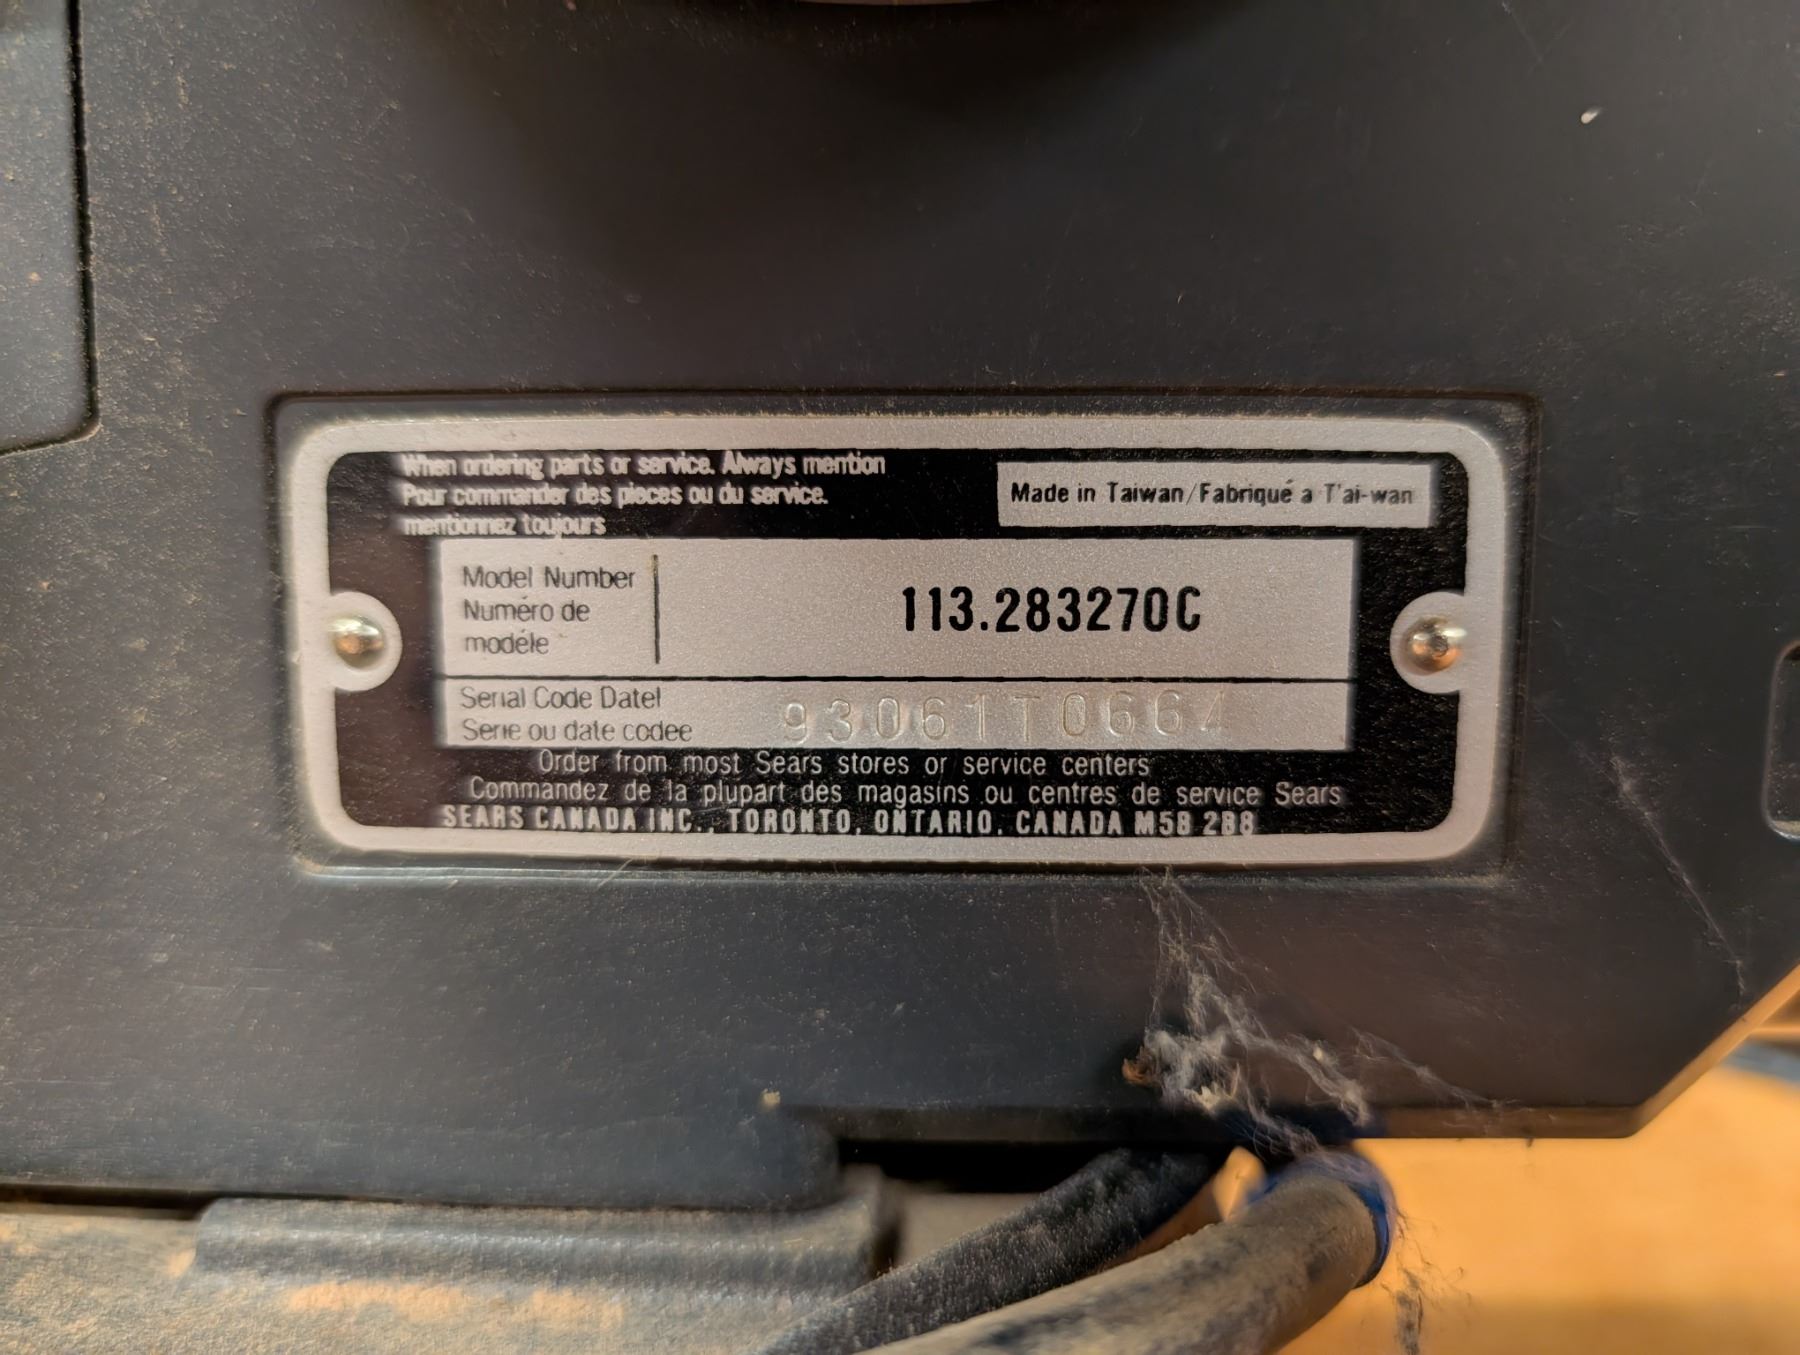 When ordering parts or service. Always mention
Pour commander des pieces ou du service.
mentionnez toujours
Made in Taiwan/Fabriqué a T'ai-wan
Model Number
Numéro de
modéle
113.283270C
Serial Code Datel
Serie ou date codee
93061T0664
Order from most Sears stores or service centers
Commandez de la plupart des magasins ou centres de service Sears
SEARS CANADA INC., TORONTO, ONTARIO, CANADA M5B 2B8